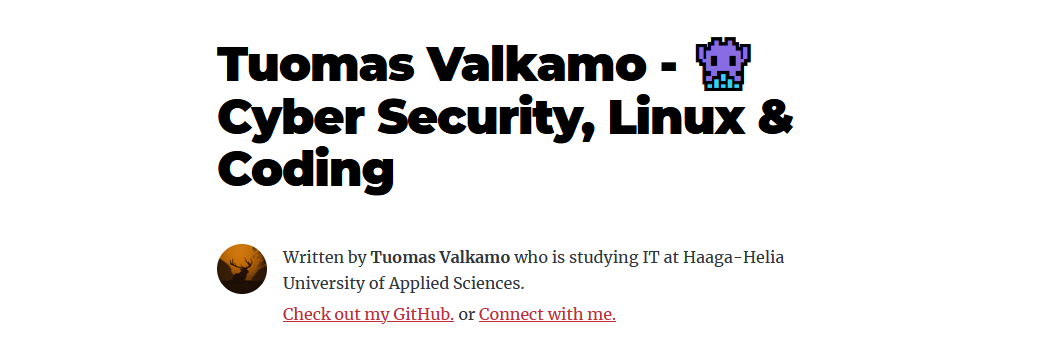 Tuomas Valkamo -
Cyber Security, Linux &
Coding
Written by Tuomas Valkamo who is studying IT at Haaga-Helia
University of Applied Sciences.
Check out my GitHub. or Connect with me.